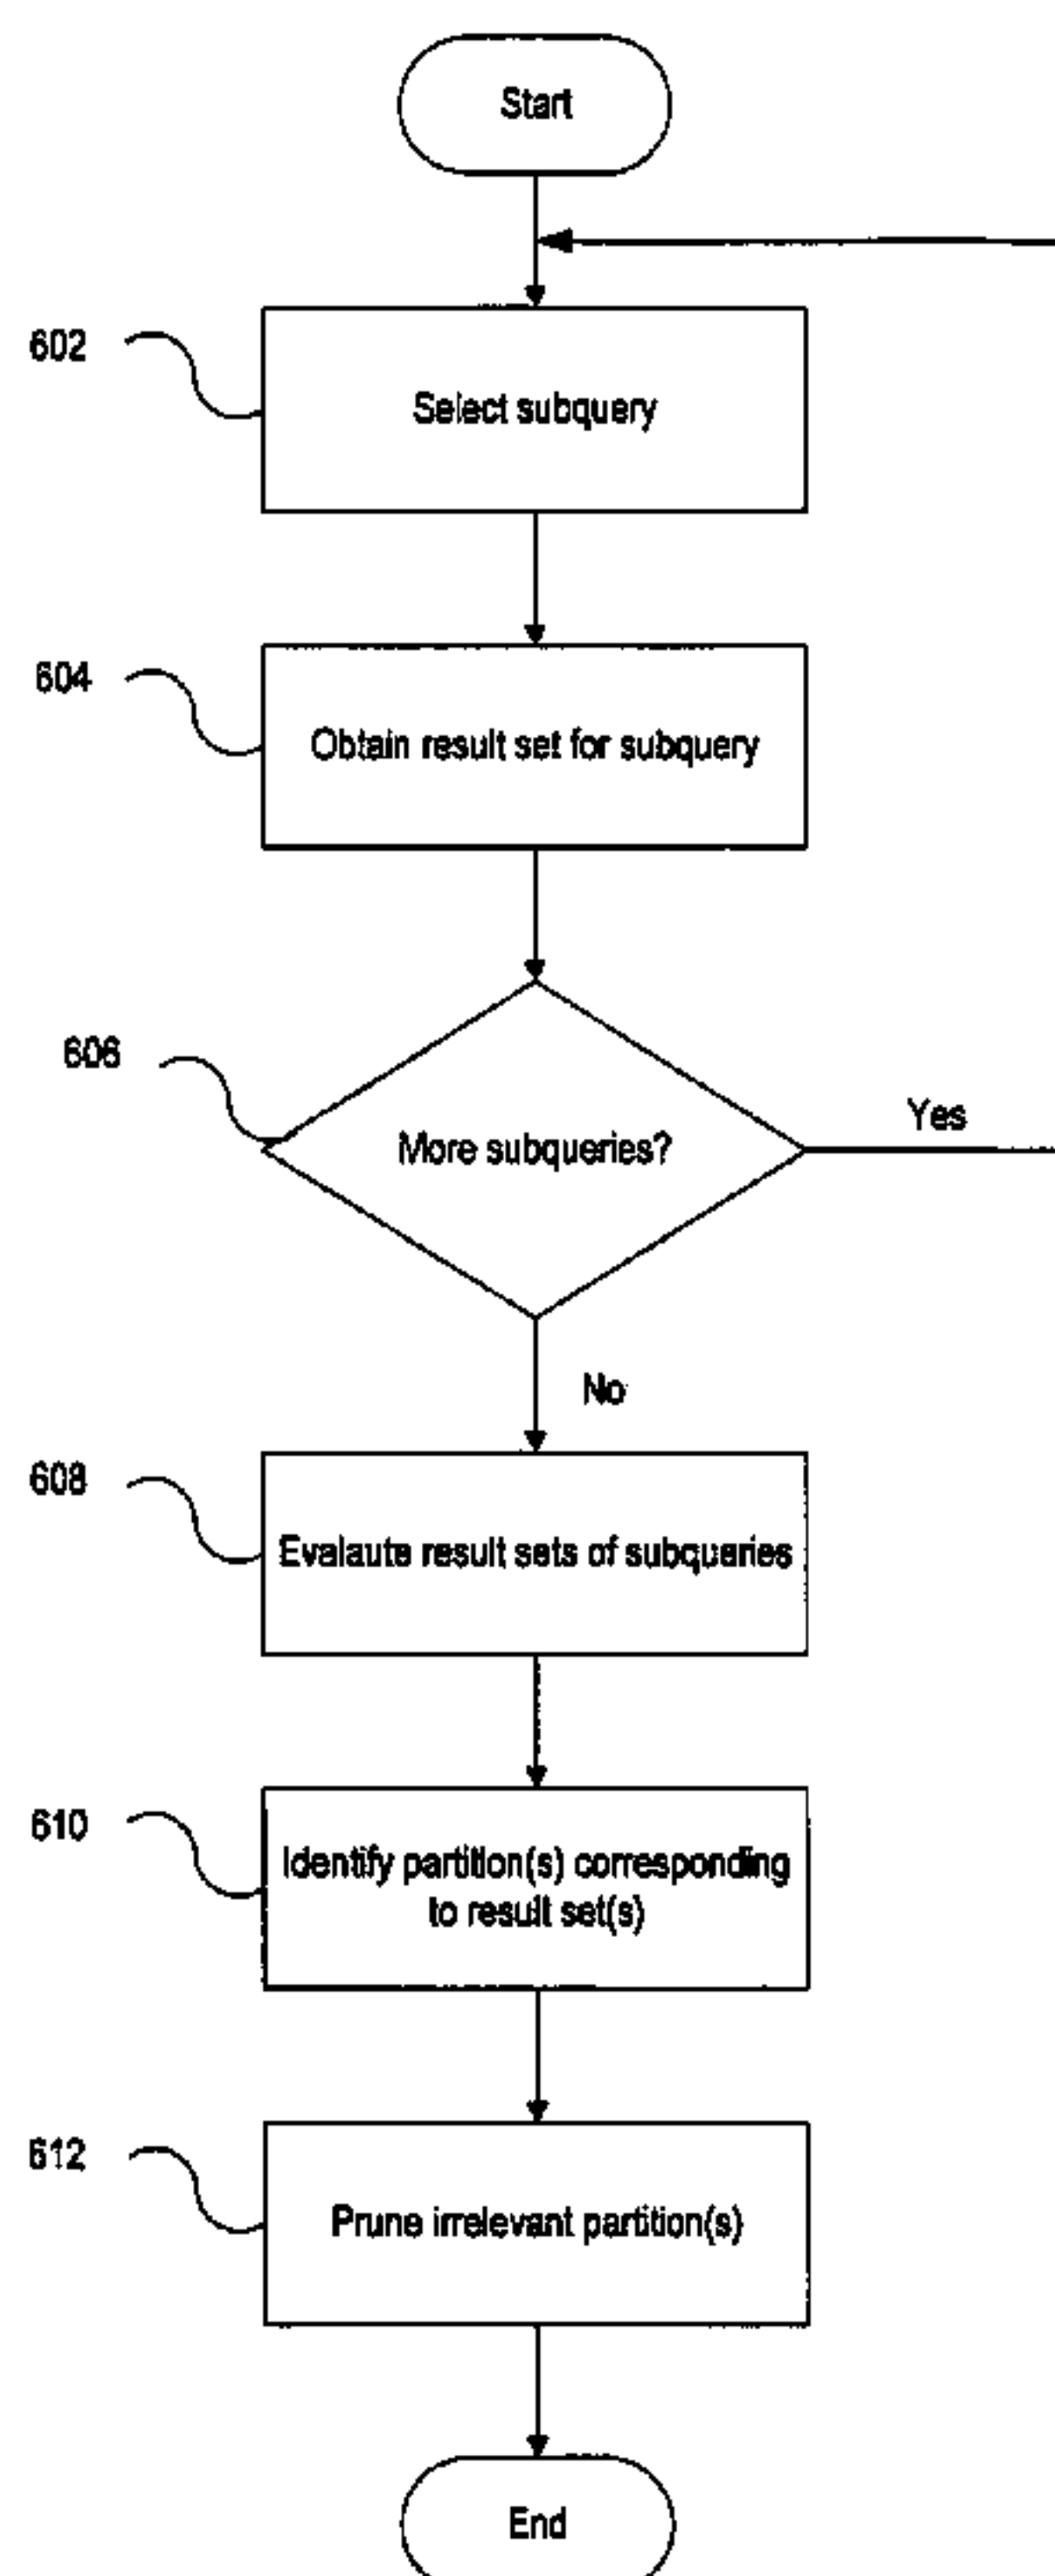 Start
602
Select subquery
604
Obtain result set for subquery
606
More subqueries?
Yes
No
608
Evalaute result sets of subqueries
610
Identify partition(s) corresponding
to result set(s)
612
Prune irrelevant partition(s)
End